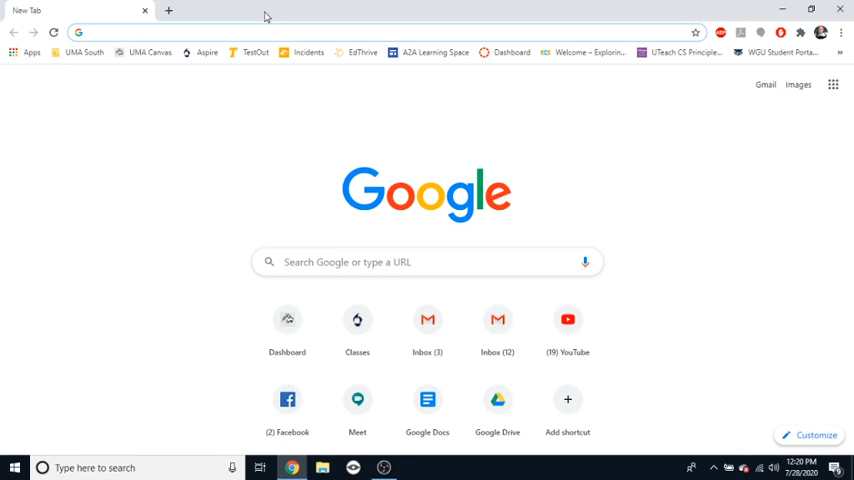 New Tab
Apps UMA South UMA Canvas Aspire TestOut Incidents EdThrive A2A Learning Space Dashboard Welcome – Explorin... UTeach CS Principle... WGU Student Porta...
Gmail Images
Google
Search Google or type a URL
Dashboard Classes Inbox (3) Inbox (12) (19) YouTube
(2) Facebook Meet Google Docs Google Drive Add shortcut
Customize
Type here to search
12:20 PM
7/28/2020
9